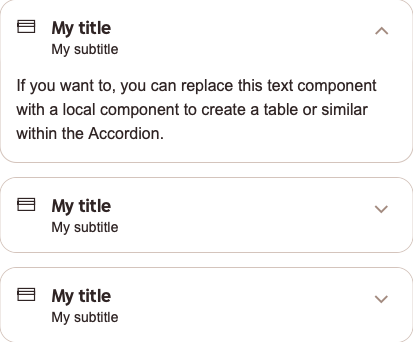 My title
My subtitle
If you want to, you can replace this text component
with a local component to create a table or similar
within the Accordion.
My title
My subtitle
My title
My subtitle